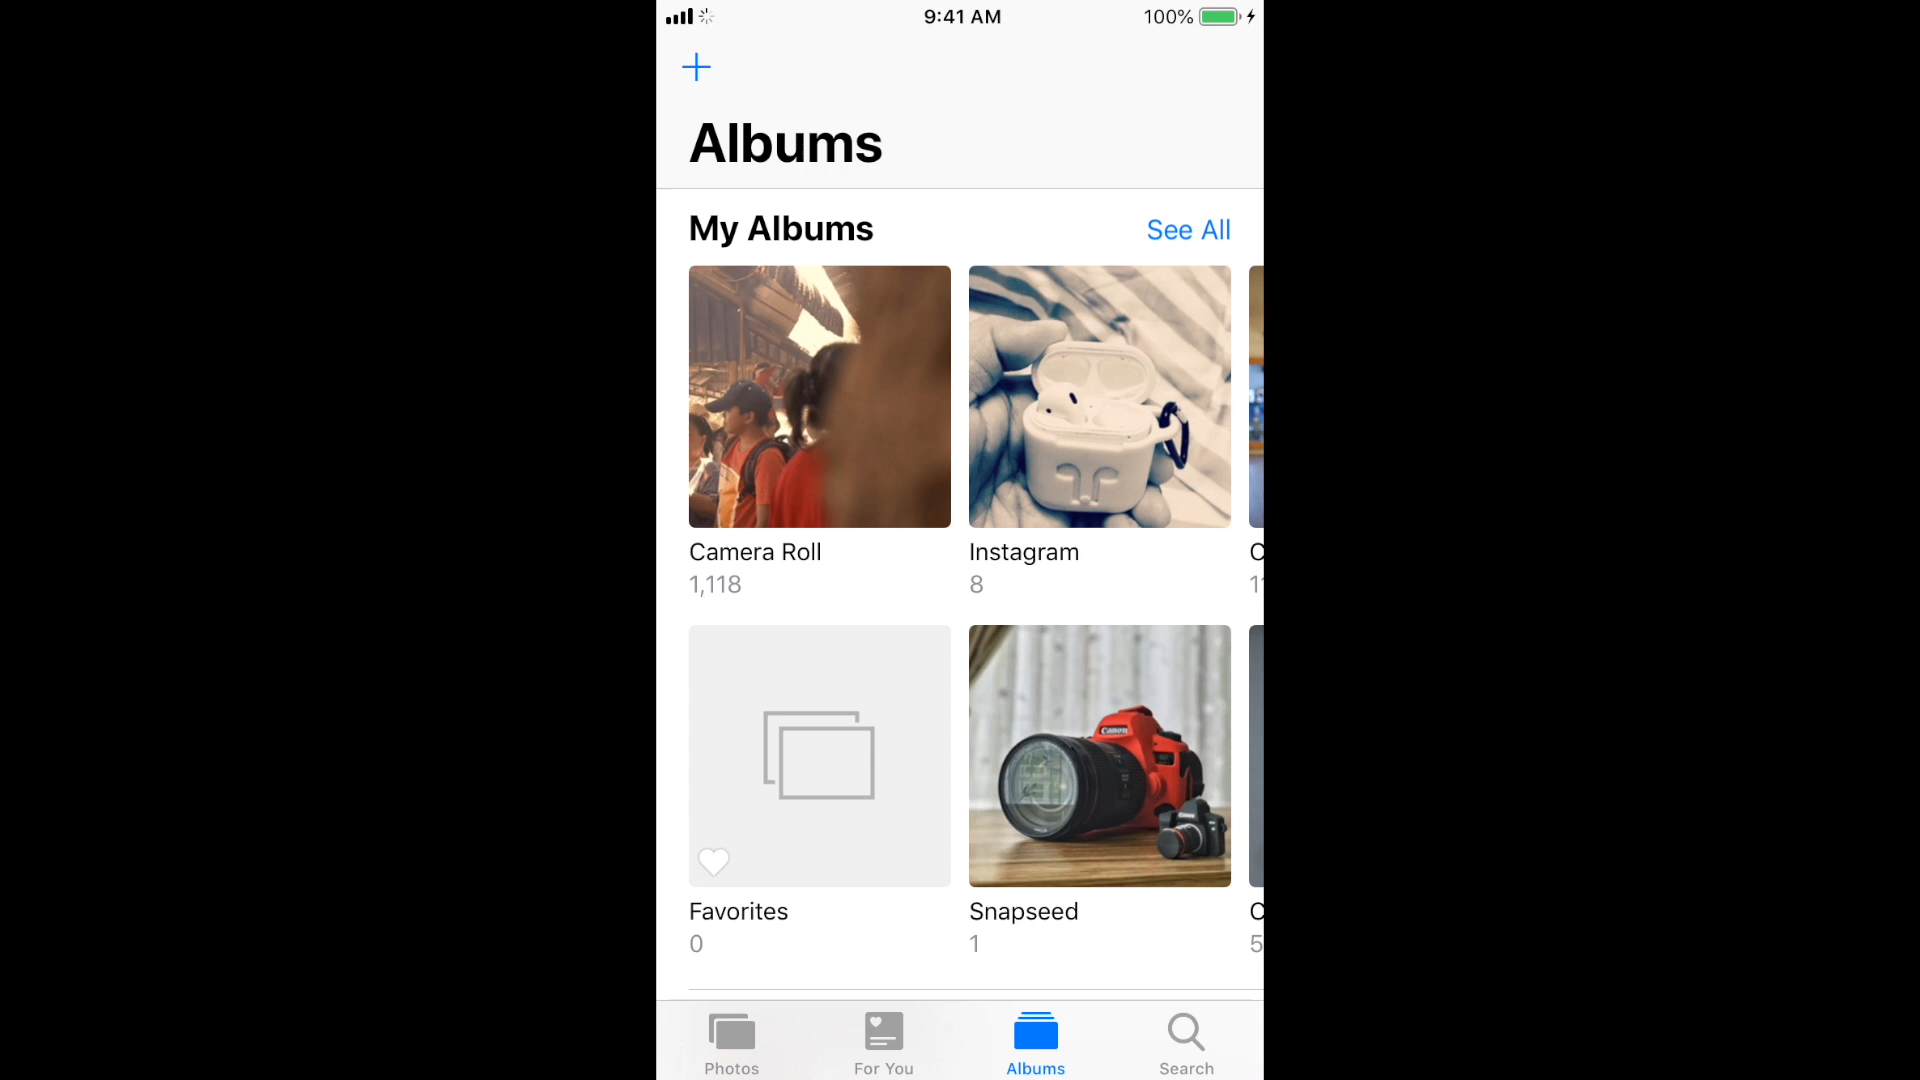 9:41 AM
100%
Albums
My Albums
See All
Camera Roll
1,118
Instagram
8
Canon
Favorites
0
Snapseed
1
Photos
For You
Albums
Search